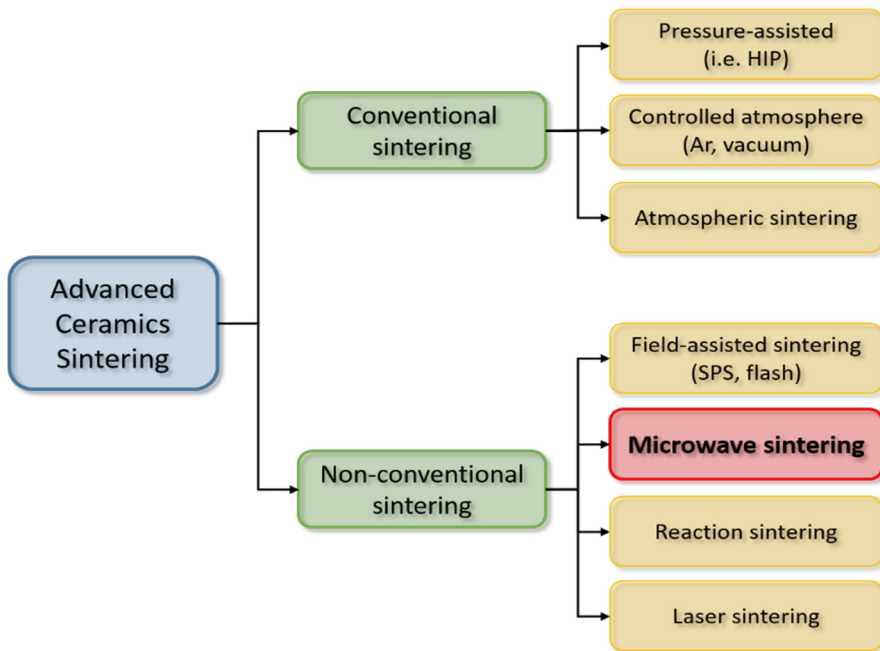 Advanced
Ceramics
Sintering
Conventional
sintering
Pressure-assisted
(i.e. HIP)
Controlled atmosphere
(Ar, vacuum)
Atmospheric sintering
Non-conventional
sintering
Field-assisted sintering
(SPS, flash)
Microwave sintering
Reaction sintering
Laser sintering